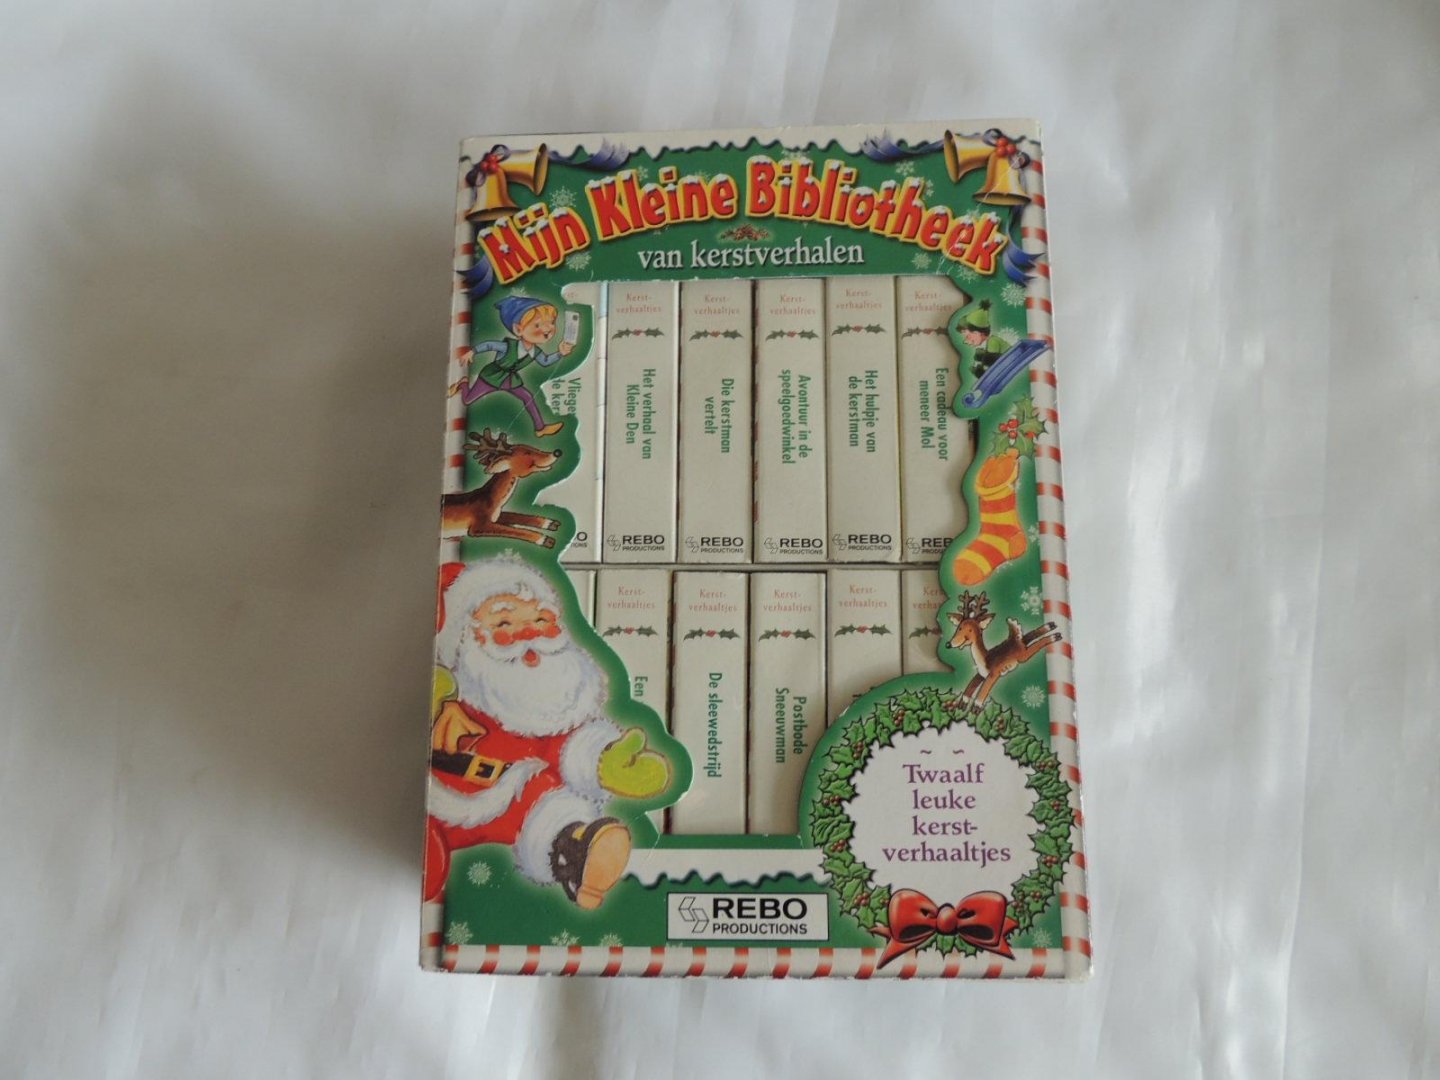 Mijn Kleine Bibliotheek
van kerstverhalen
Kerst-
verhaaltjes
Het verhaal van
Kleine Den
REBO
PRODUCTIONS
Kerst-
verhaaltjes
Die kerstman
vertelt
REBO
PRODUCTIONS
Kerst-
verhaaltjes
Avontuur in de
speelgoedwinkel
REBO
PRODUCTIONS
Kerst-
verhaaltjes
Het hulpje van
de kerstman
REBO
PRODUCTIONS
Kerst-
verhaaltjes
Een cadeau voor
meneer Mol
Kerst-
verhaaltjes
Een
Kerst-
verhaaltjes
De sleewedstrijd
Kerst-
verhaaltjes
Postbode
Sneeuwman
Kerst-
verhaaltjes
Twaalf
leuke
kerst-
verhaaltjes
REBO
PRODUCTIONS